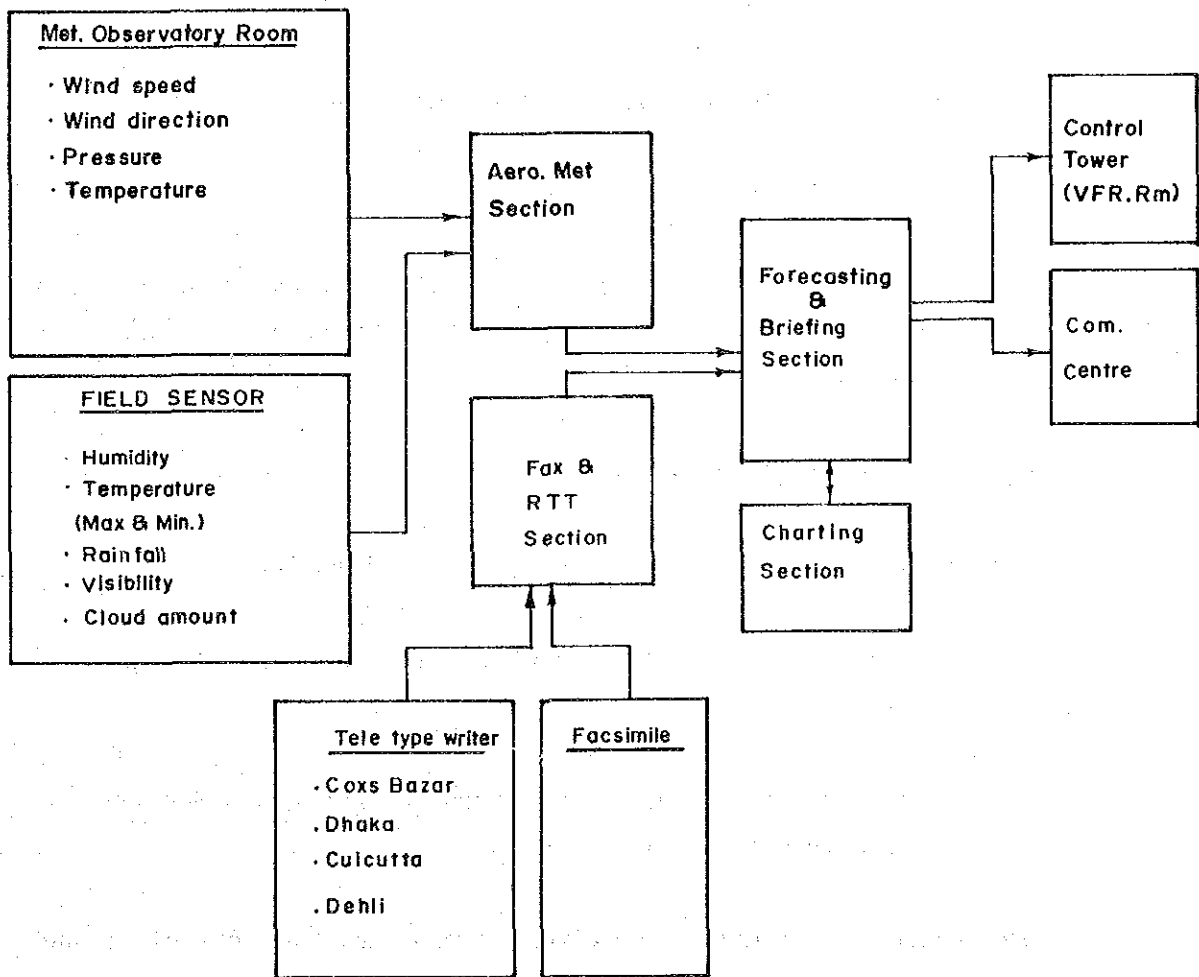 Met. Observatory Room
· Wind speed
· Wind direction
· Pressure
· Temperature
FIELD SENSOR
· Humidity
· Temperature
(Max & Min.)
· Rainfall
· Visibility
· Cloud amount
Aero. Met
Section
Fax &
RTT
Section
Tele type writer
· Coxs Bazar
· Dhaka
· Culcutta
· Dehli
Facsimile
Forecasting
&
Briefing
Section
Charting
Section
Control
Tower
(VFR.Rm)
Com.
Centre